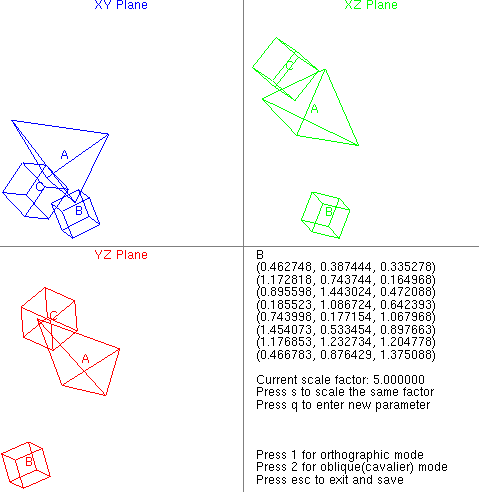 XY Plane
XZ Plane
A
C
B
C
A
B
YZ Plane
C
A
B
B
(0.462748, 0.387444, 0.335278)
(1.172818, 0.743744, 0.164968)
(0.895598, 1.443024, 0.472088)
(0.185523, 1.086724, 0.642393)
(0.743998, 0.177154, 1.067968)
(1.454073, 0.533454, 0.897663)
(1.176853, 1.232734, 1.204778)
(0.466783, 0.876429, 1.375088)
Current scale factor: 5.000000
Press s to scale the same factor
Press q to enter new parameter
Press 1 for orthographic mode
Press 2 for oblique(cavalier) mode
Press esc to exit and save